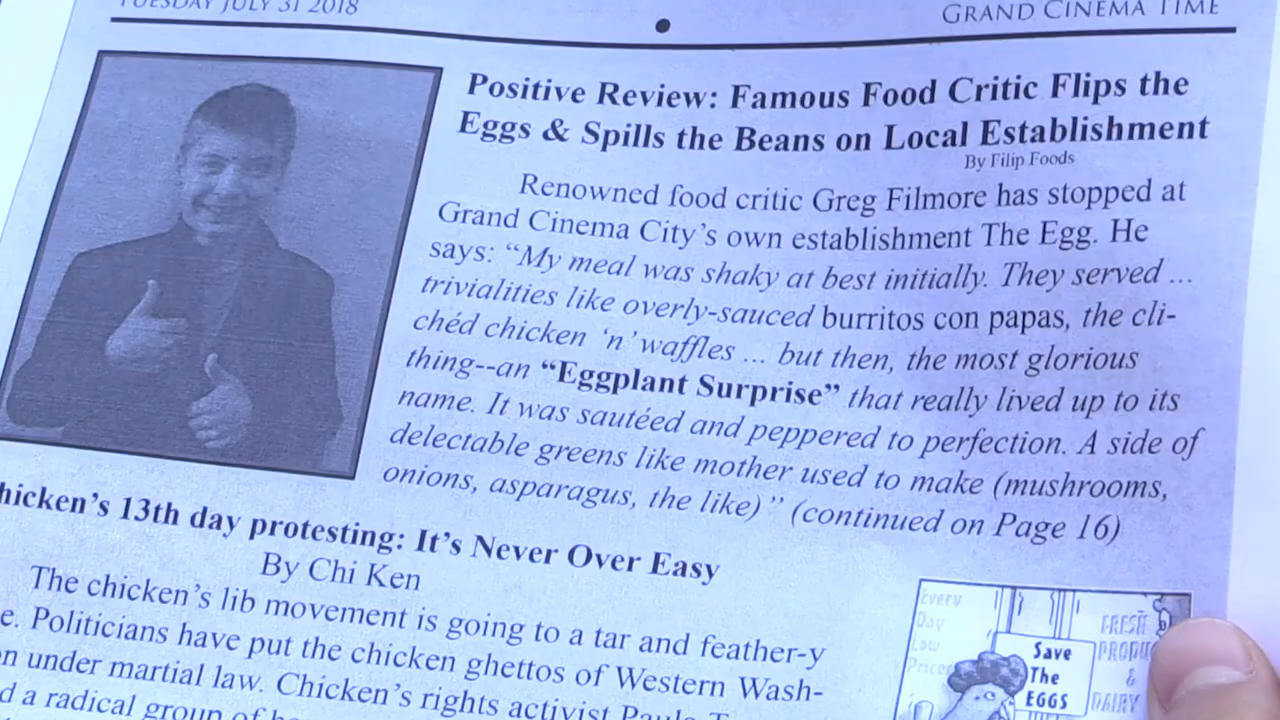 TUESDAY JULY 31 2018
GRAND CINEMA TIME
Positive Review: Famous Food Critic Flips the
Eggs & Spills the Beans on Local Establishment
By Filip Foods
Renowned food critic Greg Filmore has stopped at
Grand Cinema City's own establishment The Egg. He
says: “My meal was shaky at best initially. They served ...
trivialities like overly-sauced burritos con papas, the cli-
chéd chicken ‘n’ waffles ... but then, the most glorious
thing--an “Eggplant Surprise” that really lived up to its
name. It was sautéed and peppered to perfection. A side of
delectable greens like mother used to make (mushrooms,
onions, asparagus, the like)” (continued on Page 16)
hicken's 13th day protesting: It's Never Over Easy
By Chi Ken
The chicken's lib movement is going to a tar and feather-y
e. Politicians have put the chicken ghettos of Western Wash-
n under martial law. Chicken's rights activist Paula T
d a radical group of
Every
Day
Low
Prices
Save
The
EGGS
FRESH
PRODU
&
DAIRY